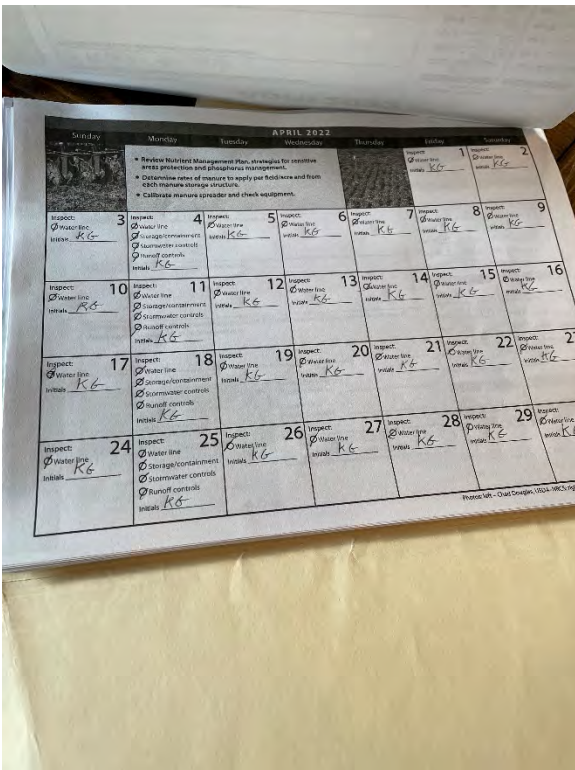 APRIL 2022
Sunday Monday Tuesday Wednesday Thursday Friday Saturday
• Review Nutrient Management Plan, strategies for sensitive
areas protection and phosphorus management.
• Determine rates of manure to apply per field/acre and from
each manure storage structure.
• Calibrate manure spreader and check equipment.
Inspect: 1
Water line
Initials KG
Inspect: 2
Water line
Initials KG
Inspect: 3
Water line
Initials KG
Inspect: 4
Water line
Storage/containment
Stormwater controls
Runoff controls
Initials KG
Inspect: 5
Water line
Initials KG
Inspect: 6
Water line
Initials KG
Inspect: 7
Water line
Initials KG
Inspect: 8
Water line
Initials KG
Inspect: 9
Water line
Initials KG
Inspect: 10
Water line
Initials KG
Inspect: 11
Water line
Storage/containment
Stormwater controls
Runoff controls
Initials KG
Inspect: 12
Water line
Initials KG
Inspect: 13
Water line
Initials KG
Inspect: 14
Water line
Initials KG
Inspect: 15
Water line
Initials KG
Inspect: 16
Water line
Initials KG
Inspect: 17
Water line
Initials KG
Inspect: 18
Water line
Storage/containment
Stormwater controls
Runoff controls
Initials KG
Inspect: 19
Water line
Initials KG
Inspect: 20
Water line
Initials KG
Inspect: 21
Water line
Initials KG
Inspect: 22
Water line
Initials KG
Inspect:
Water line
Initials KG
Inspect: 24
Water line
Initials KG
Inspect: 25
Water line
Storage/containment
Stormwater controls
Runoff controls
Initials KG
Inspect: 26
Water line
Initials KG
Inspect: 27
Water line
Initials KG
Inspect: 28
Water line
Initials KG
Inspect: 29
Water line
Initials KG
Inspect:
Water line
Initials
Photos: left – Chad Douglas, USDA-NRCS;